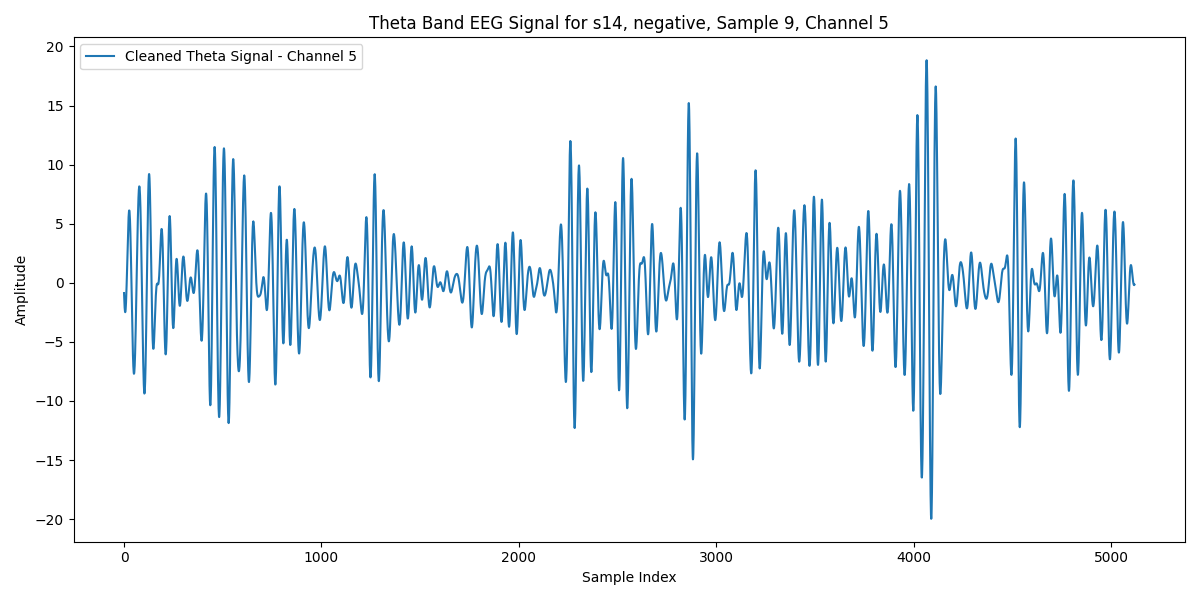 Theta Band EEG Signal for s14, negative, Sample 9, Channel 5
Cleaned Theta Signal - Channel 5
Amplitude
20
15
10
5
0
−5
−10
−15
−20
0 1000 2000 3000 4000 5000
Sample Index